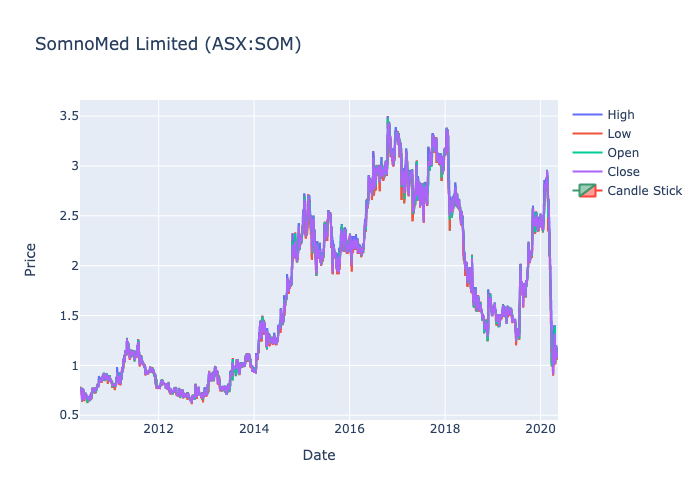 SomnoMed Limited (ASX:SOM)
3.5
3
2.5
2
1.5
1
0.5
Price
2012
2014
2016
2018
2020
Date
High
Low
Open
Close
Candle Stick